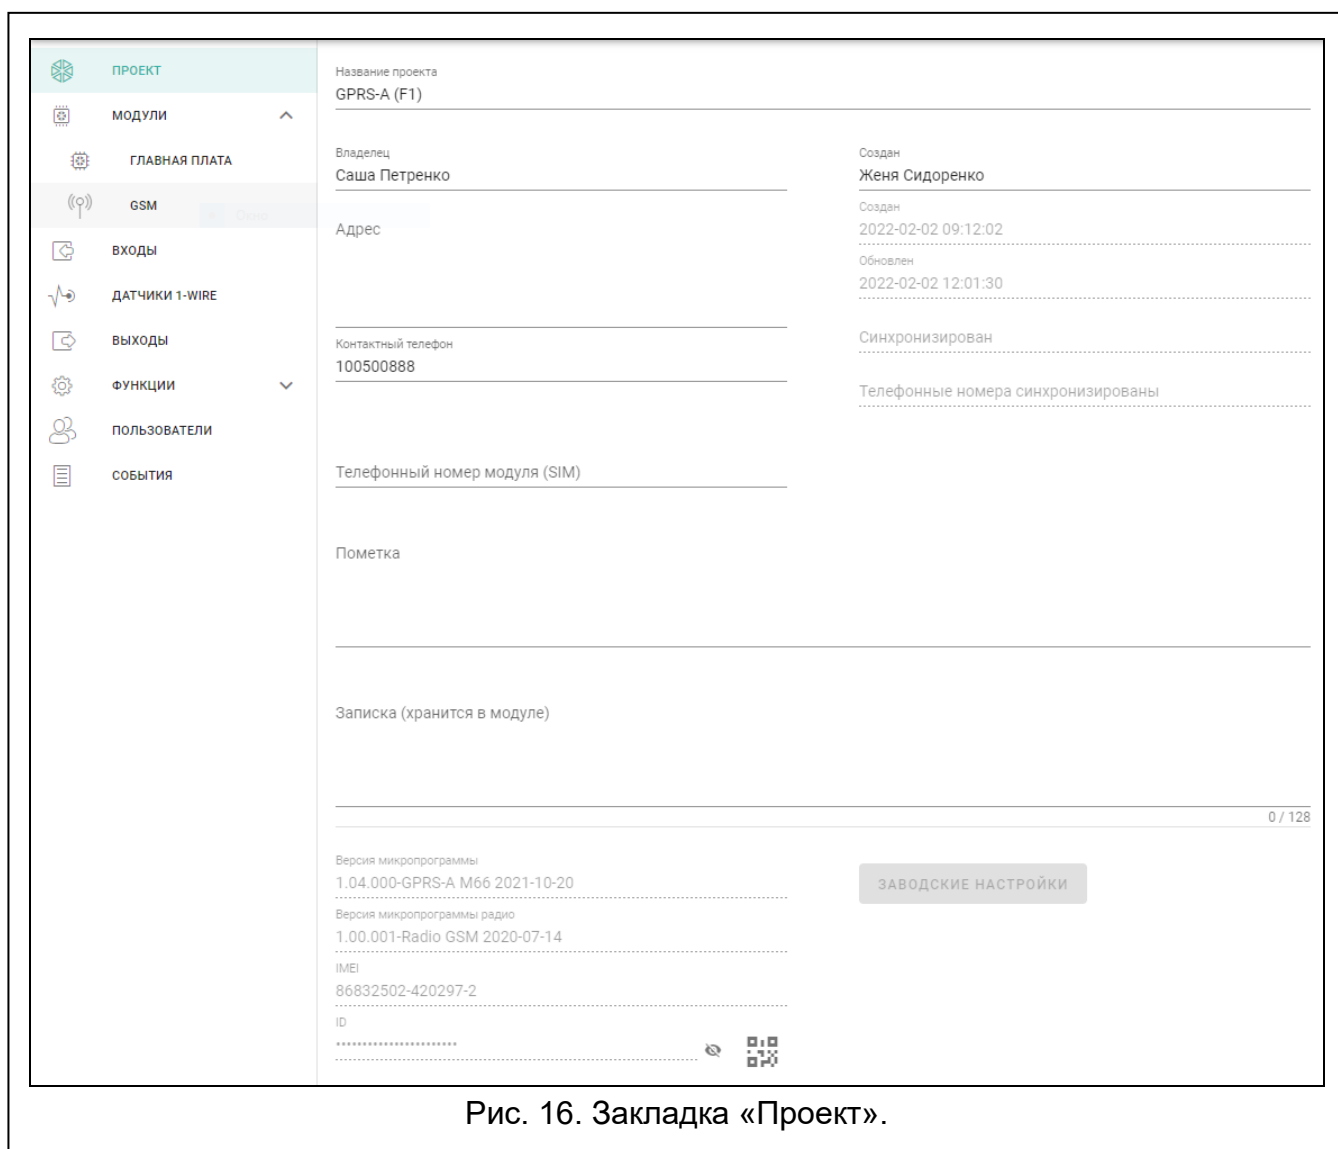 ПРОЕКТ
МОДУЛИ
ГЛАВНАЯ ПЛАТА
GSM
ВХОДЫ
ДАТЧИКИ 1-WIRE
ВЫХОДЫ
ФУНКЦИИ
ПОЛЬЗОВАТЕЛИ
СОБЫТИЯ
Название проекта
GPRS-A (F1)
Владелец
Саша Петренко
Адрес
Контактный телефон
100500888
Телефонный номер модуля (SIM)
Создан
Женя Сидоренко
Создан
2022-02-02 09:12:02
Обновлен
2022-02-02 12:01:30
Синхронизирован
Телефонные номера синхронизированы
Пометка
Записка (хранится в модуле)
0 / 128
Версия микропрограммы
1.04.000-GPRS-A M66 2021-10-20
Версия микропрограммы радио
1.00.001-Radio GSM 2020-07-14
IMEI
86832502-420297-2
ID
•••••••••••••••••••••••
ЗАВОДСКИЕ НАСТРОЙКИ
Рис. 16. Закладка «Проект».